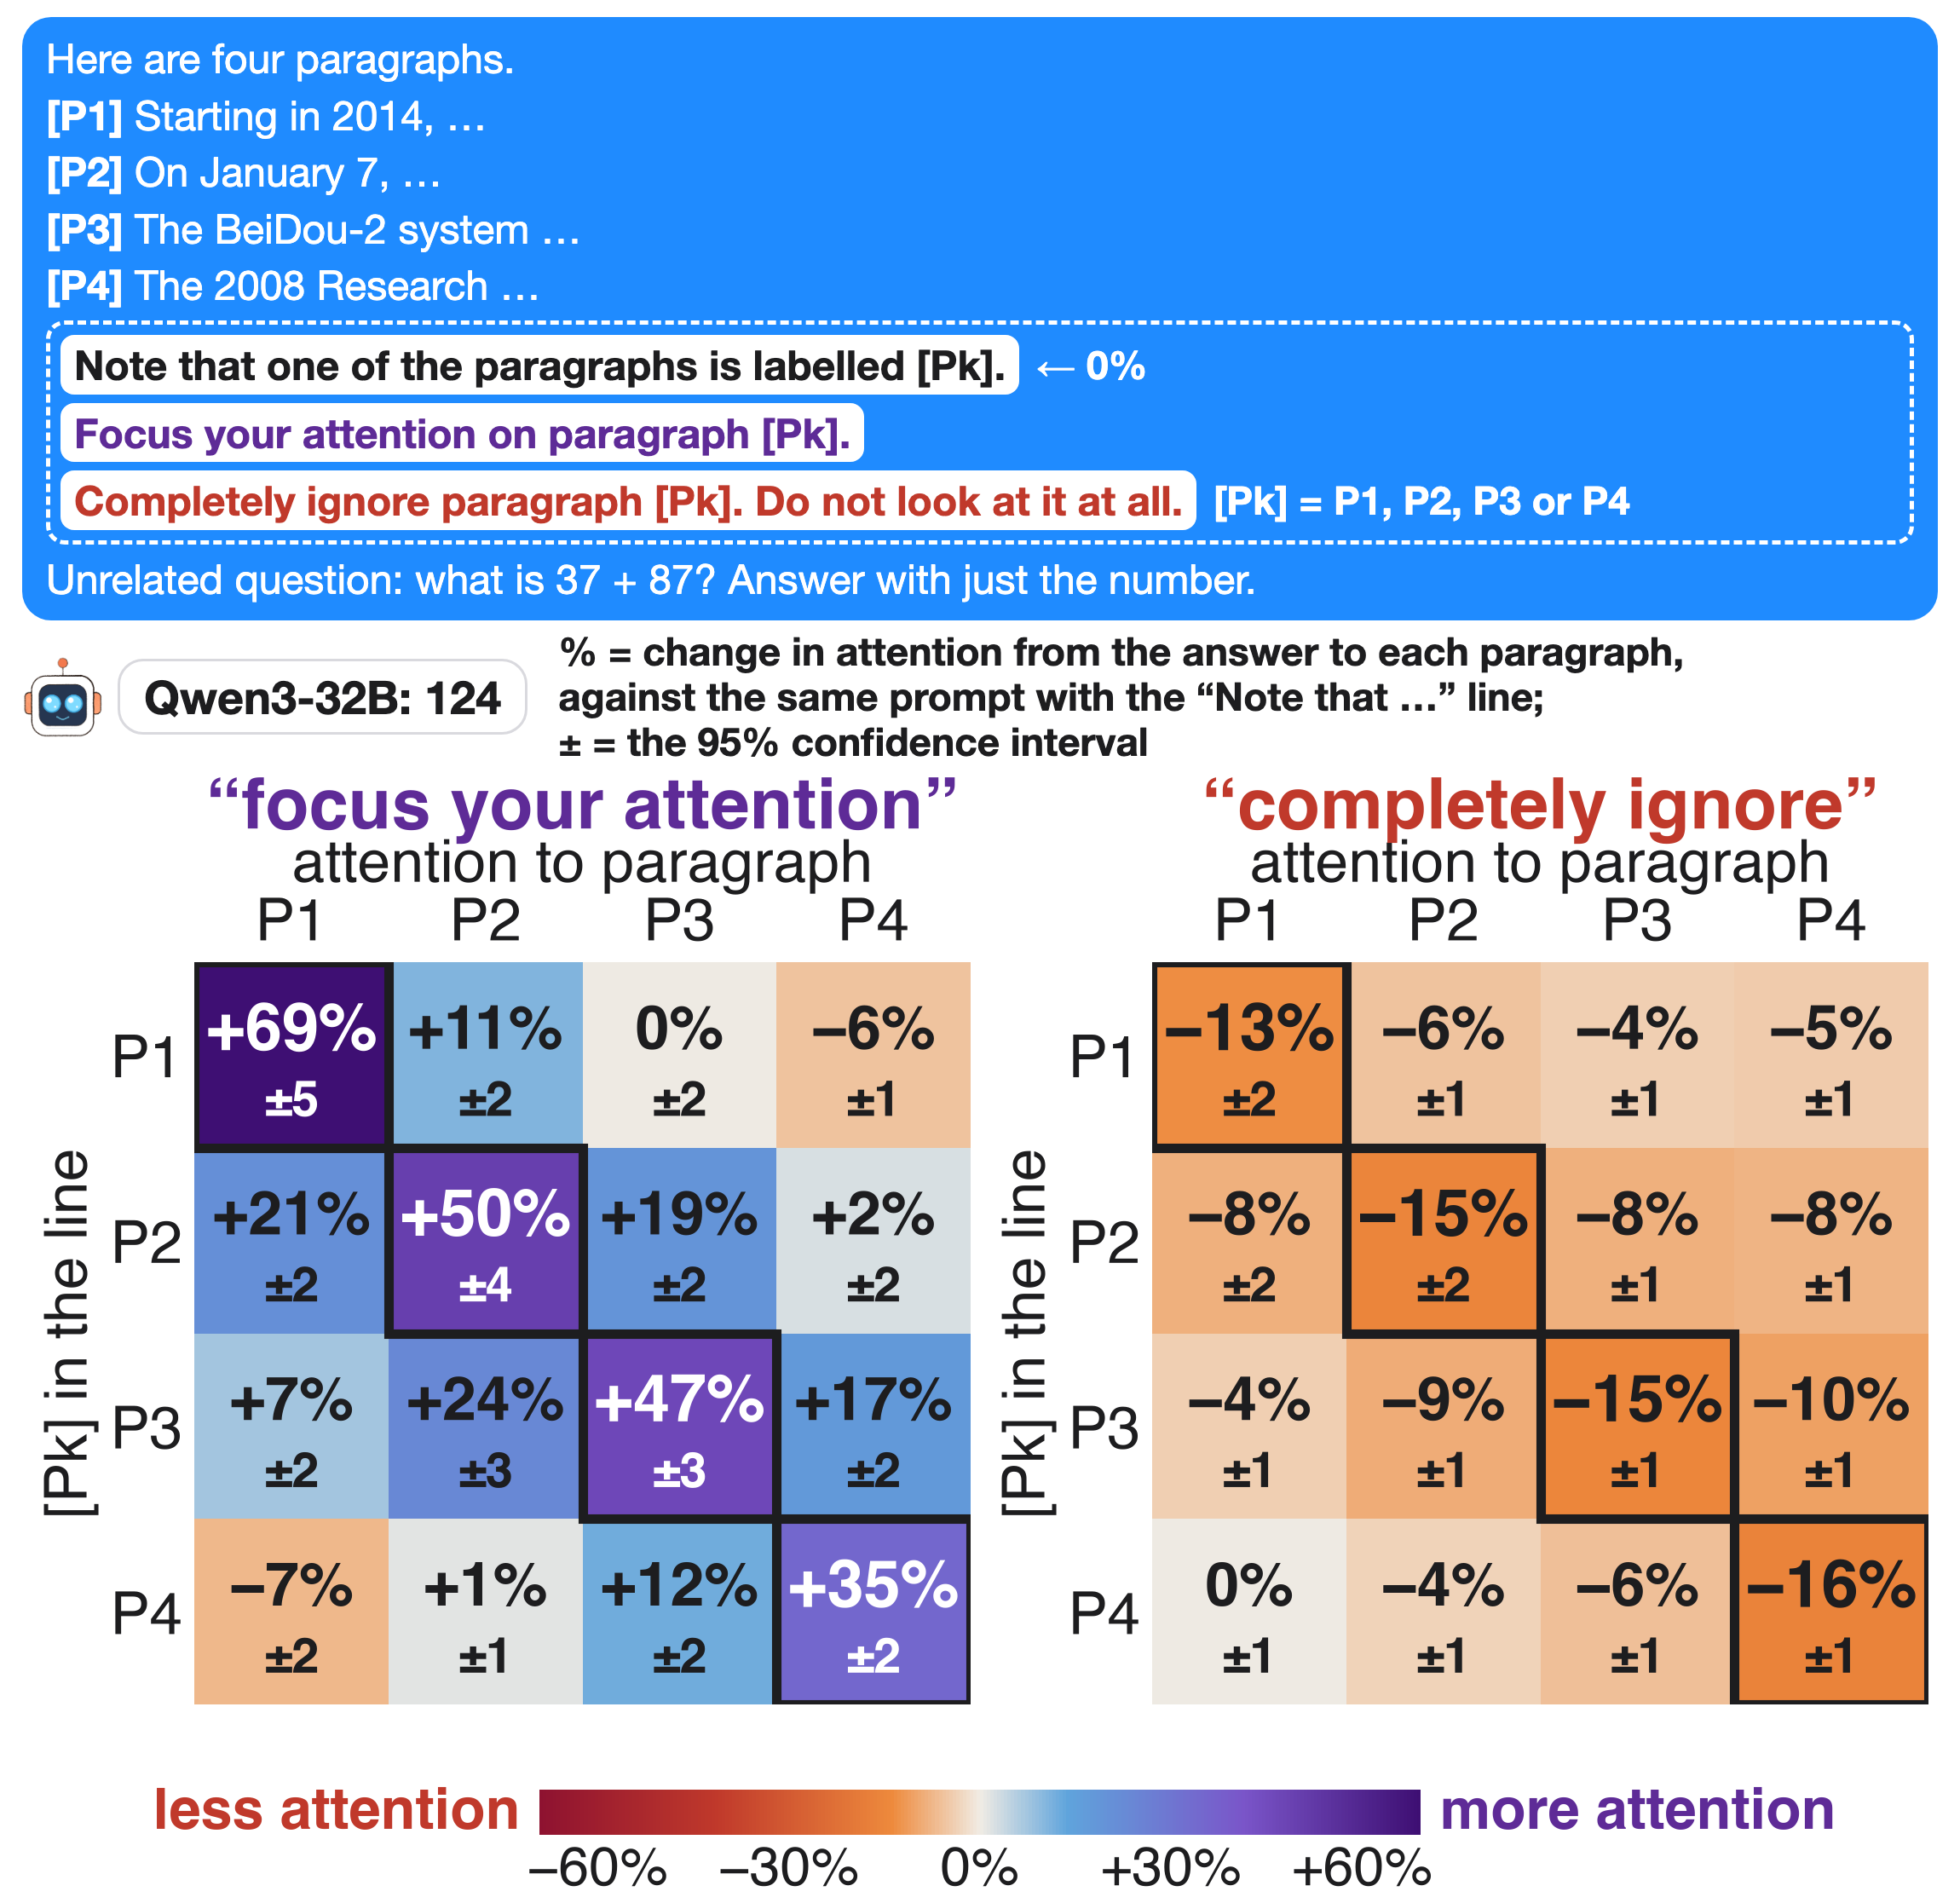 Here are four paragraphs.
[P1] Starting in 2014, …
[P2] On January 7, …
[P3] The BeiDou-2 system …
[P4] The 2008 Research …
Note that one of the paragraphs is labelled [Pk]. ← 0%
Focus your attention on paragraph [Pk].
Completely ignore paragraph [Pk]. Do not look at it at all. [Pk] = P1, P2, P3 or P4
Unrelated question: what is 37 + 87? Answer with just the number.
Qwen3-32B: 124
% = change in attention from the answer to each paragraph,
against the same prompt with the “Note that …” line;
± = the 95% confidence interval
“focus your attention”
attention to paragraph
P1 P2 P3 P4
[Pk] in the line
P1 +69% +11% 0% –6%
±5 ±2 ±2 ±1
P2 +21% +50% +19% +2%
±2 ±4 ±2 ±2
P3 +7% +24% +47% +17%
±2 ±3 ±3 ±2
P4 –7% +1% +12% +35%
±2 ±1 ±2 ±2
“completely ignore”
attention to paragraph
P1 P2 P3 P4
[Pk] in the line
P1 –13% –6% –4% –5%
±2 ±1 ±1 ±1
P2 –8% –15% –8% –8%
±2 ±2 ±1 ±1
P3 –4% –9% –15% –10%
±1 ±1 ±1 ±1
P4 0% –4% –6% –16%
±1 ±1 ±1 ±1
less attention more attention
–60% –30% 0% +30% +60%